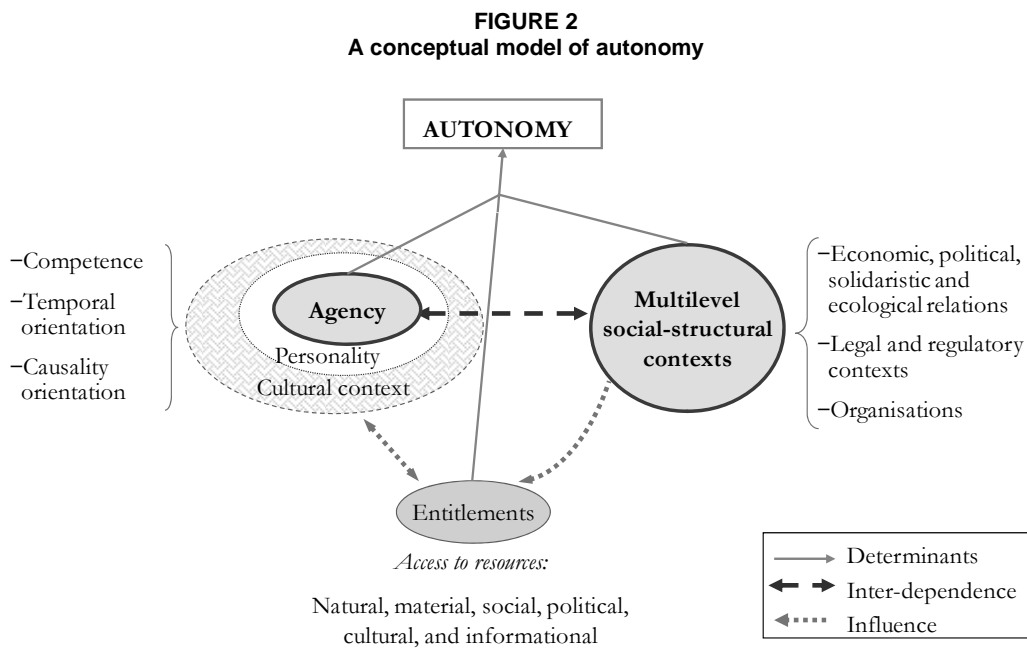 FIGURE 2
A conceptual model of autonomy
AUTONOMY
−Competence
−Temporal
orientation
−Causality
orientation
Agency
Personality
Cultural context
Multilevel
social-structural
contexts
−Economic, political,
solidaristic and
ecological relations
−Legal and regulatory
contexts
−Organisations
Entitlements
Access to resources:
Natural, material, social, political,
cultural, and informational
Determinants
Inter-dependence
Influence